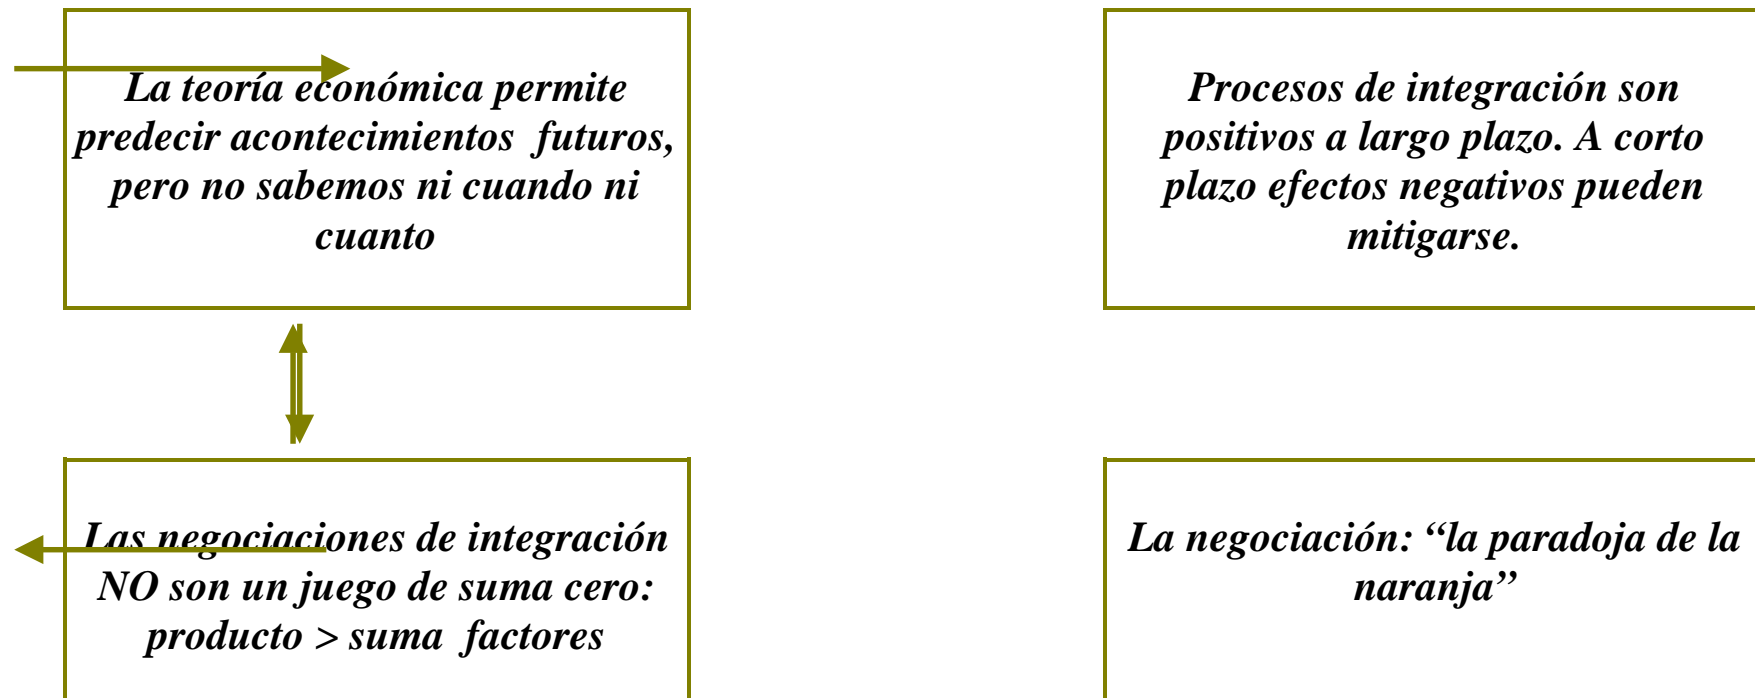 La teoría económica permite
predecir acontecimientos futuros,
pero no sabemos ni cuando ni
cuanto
Procesos de integración son
positivos a largo plazo. A corto
plazo efectos negativos pueden
mitigarse.
Las negociaciones de integración
NO son un juego de suma cero:
producto > suma factores
La negociación: “la paradoja de la
naranja”